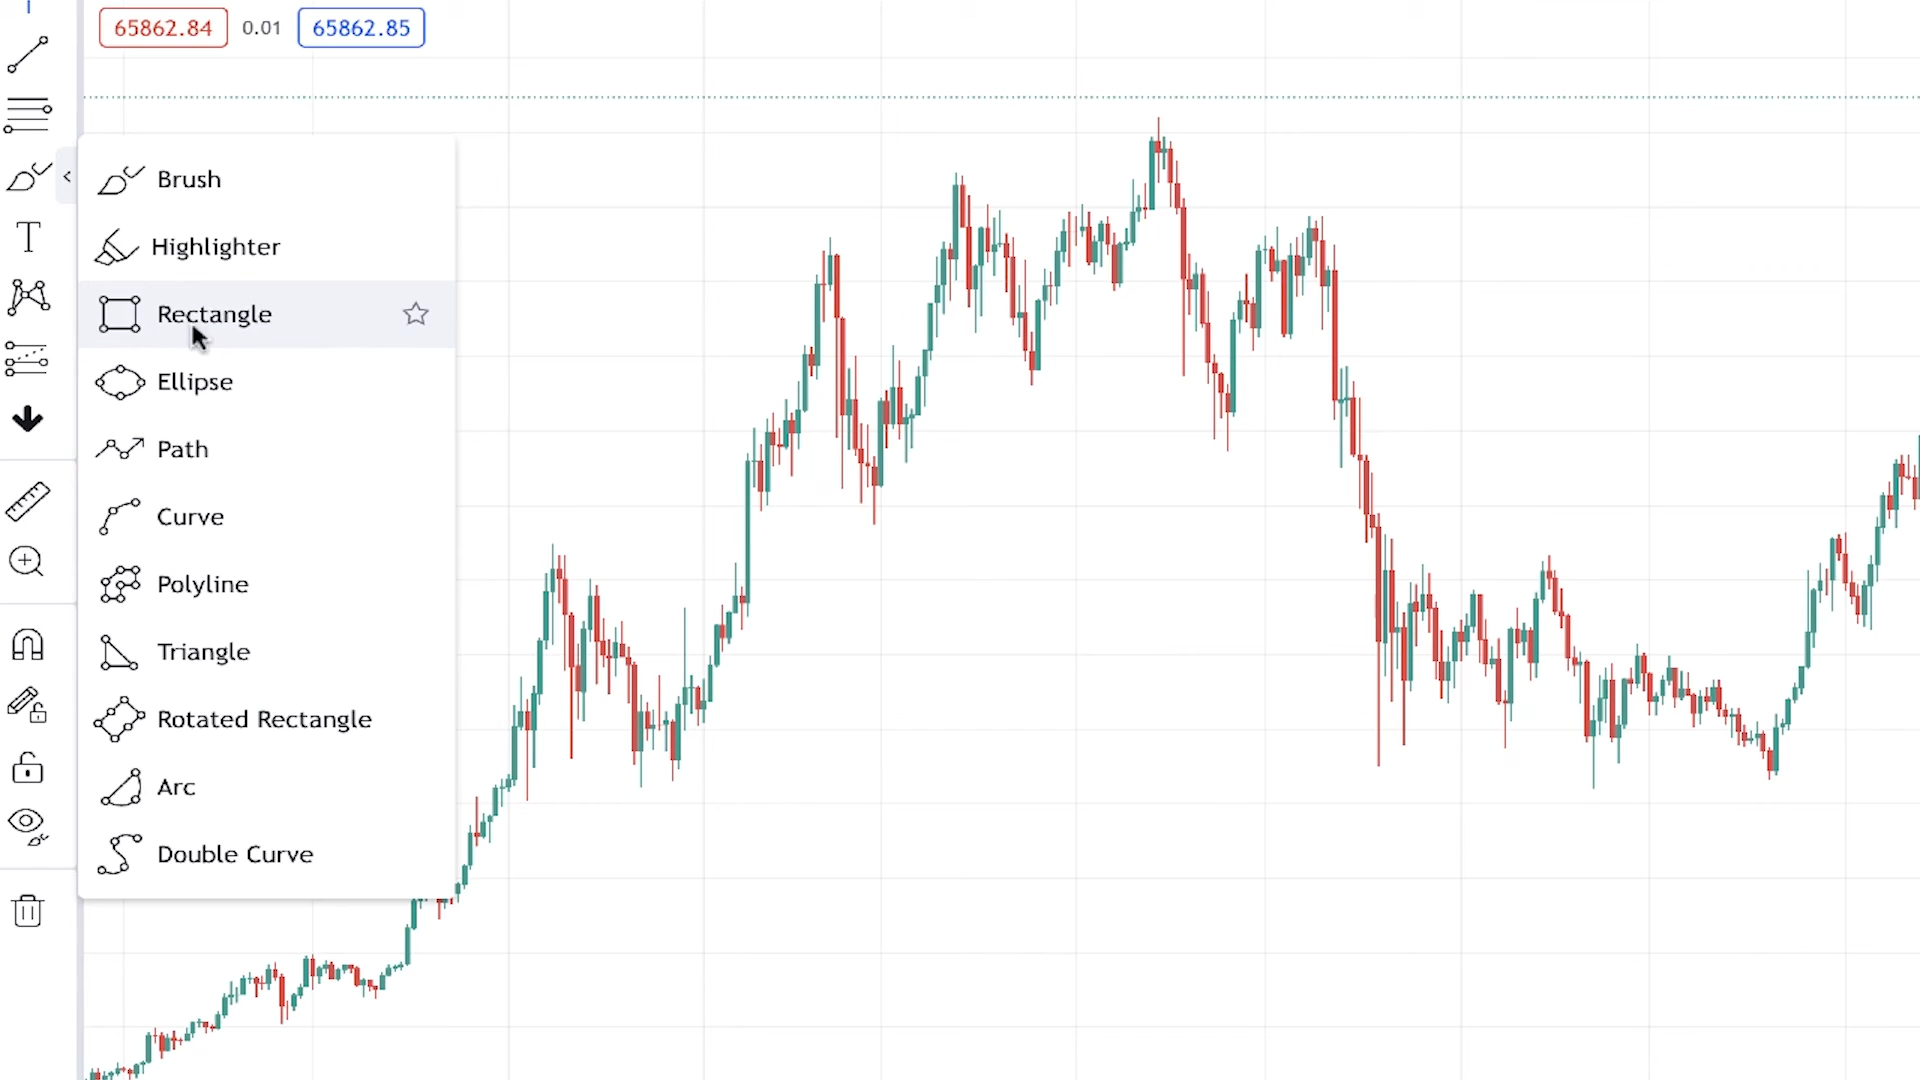 65862.84 0.01 65862.85
Brush
Highlighter
Rectangle
Ellipse
Path
Curve
Polyline
Triangle
Rotated Rectangle
Arc
Double Curve